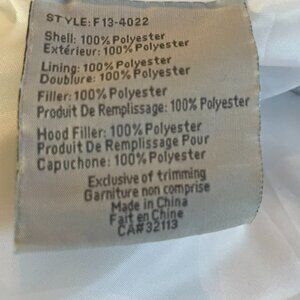 STYLE: F13-4022
Shell: 100% Polyester
Extérieur: 100% Polyester
Lining: 100% Polyester
Doublure: 100% Polyester
Filler: 100% Polyester
Produit De Remplissage: 100% Polyester
Hood Filler: 100% Polyester
Produit De Remplissage Pour
Capuchone: 100% Polyester
Exclusive of trimming
Garniture non comprise
Made in China
Fait en Chine
CA#32113